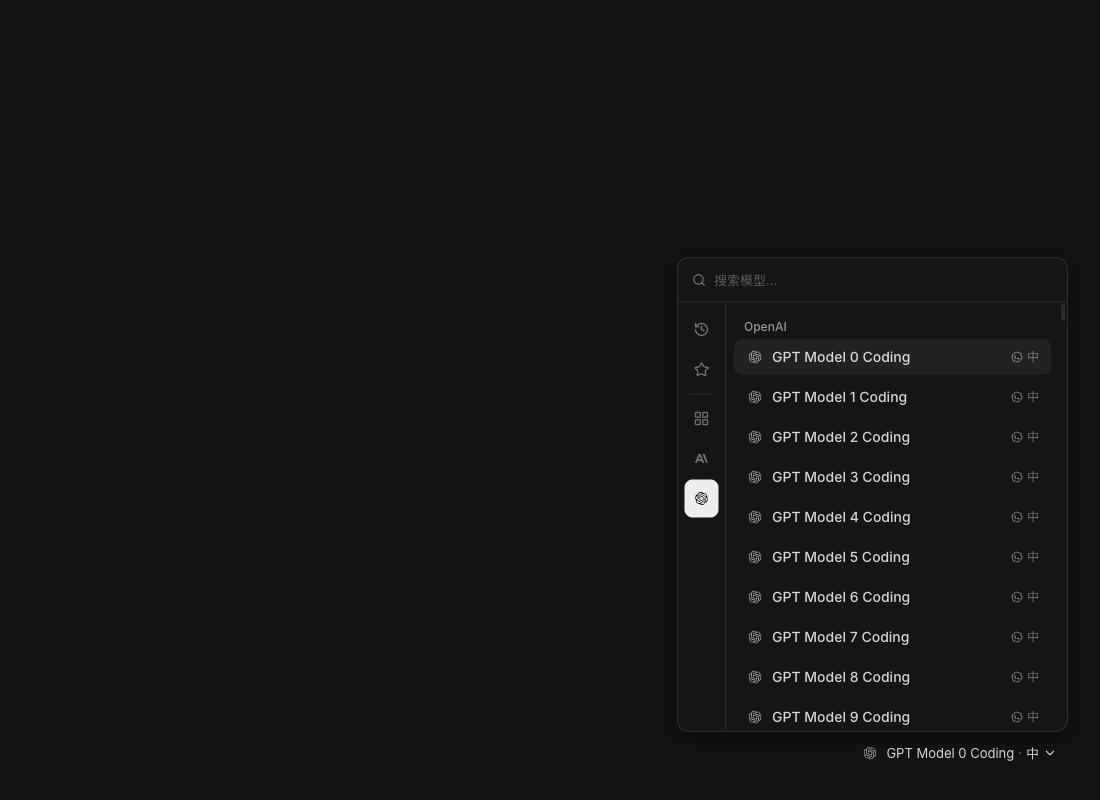 搜索模型...
OpenAI
GPT Model 0 Coding 中
GPT Model 1 Coding 中
GPT Model 2 Coding 中
GPT Model 3 Coding 中
GPT Model 4 Coding 中
GPT Model 5 Coding 中
GPT Model 6 Coding 中
GPT Model 7 Coding 中
GPT Model 8 Coding 中
GPT Model 9 Coding 中
GPT Model 0 Coding · 中